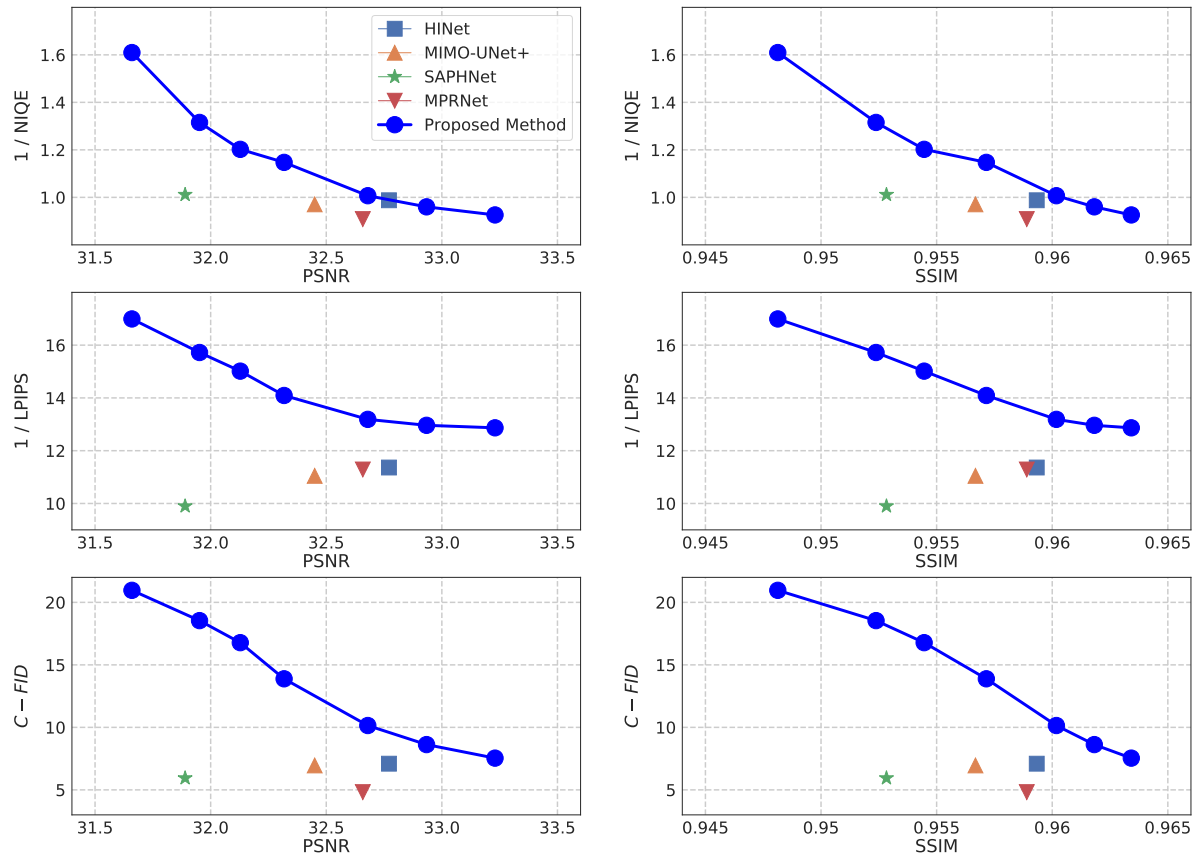 1.6
1.4
1.2
1.0
1 / NIQE
HINet
MIMO-UNet+
SAPHNet
MPRNet
Proposed Method
31.5 32.0 32.5 33.0 33.5
PSNR
1.6
1.4
1.2
1.0
1 / NIQE
0.945 0.95 0.955 0.96 0.965
SSIM
16
14
12
10
1 / LPIPS
31.5 32.0 32.5 33.0 33.5
PSNR
16
14
12
10
1 / LPIPS
0.945 0.95 0.955 0.96 0.965
SSIM
20
15
10
5
C − FID
31.5 32.0 32.5 33.0 33.5
PSNR
20
15
10
5
C − FID
0.945 0.95 0.955 0.96 0.965
SSIM